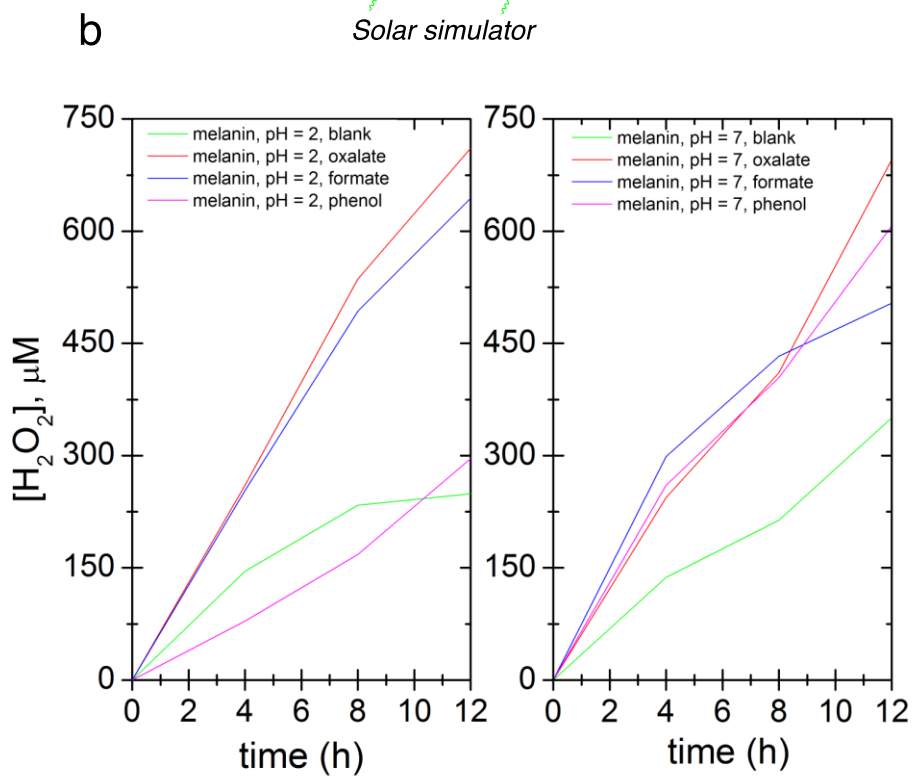 b
Solar simulator
750
600
450
300
150
0
[H₂O₂], μM
melanin, pH = 2, blank
melanin, pH = 2, oxalate
melanin, pH = 2, formate
melanin, pH = 2, phenol
0 2 4 6 8 10 12
time (h)
750
600
450
300
150
0
melanin, pH = 7, blank
melanin, pH = 7, oxalate
melanin, pH = 7, formate
melanin, pH = 7, phenol
0 2 4 6 8 10 12
time (h)